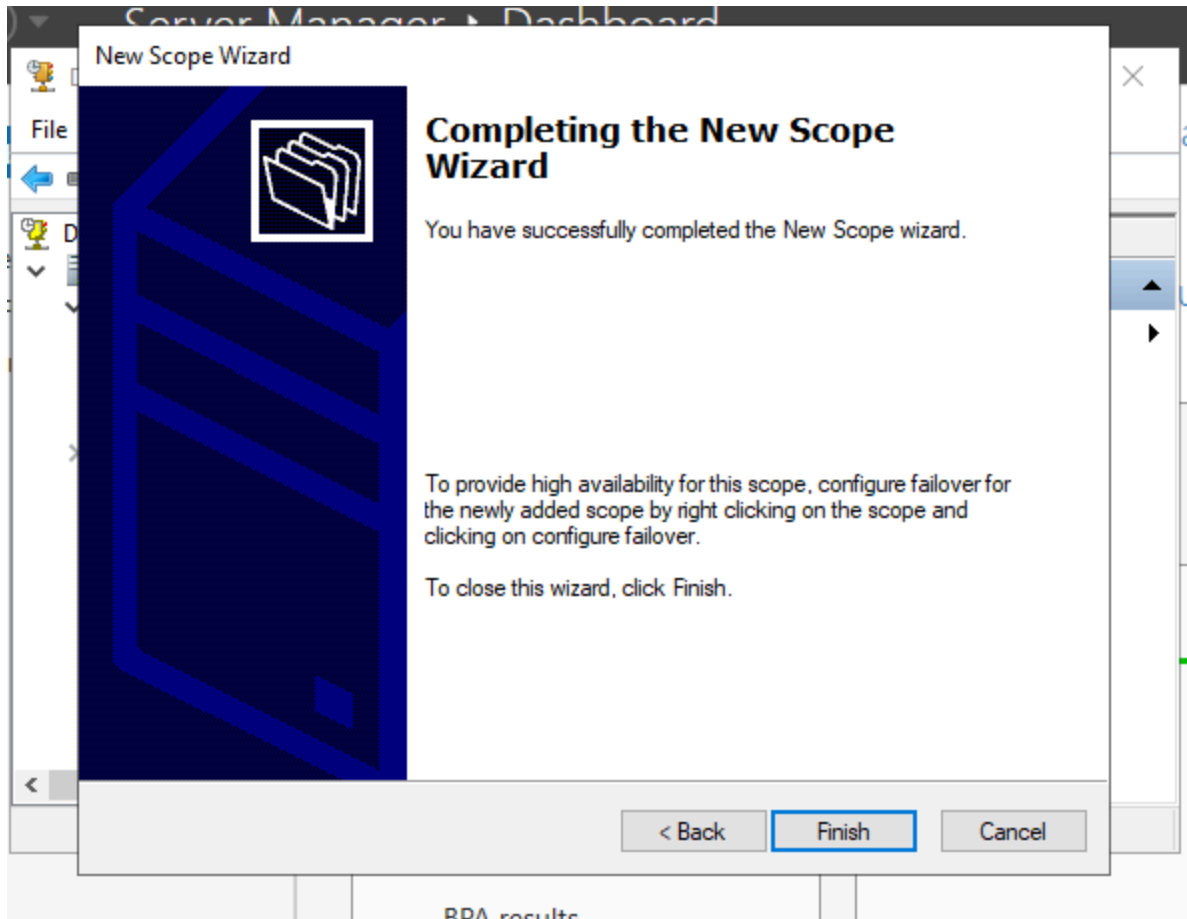 Server Manager ▸ Dashboard
New Scope Wizard
File
D
Completing the New Scope
Wizard
You have successfully completed the New Scope wizard.
To provide high availability for this scope, configure failover for
the newly added scope by right clicking on the scope and
clicking on configure failover.
To close this wizard, click Finish.
< Back
Finish
Cancel
BPA results